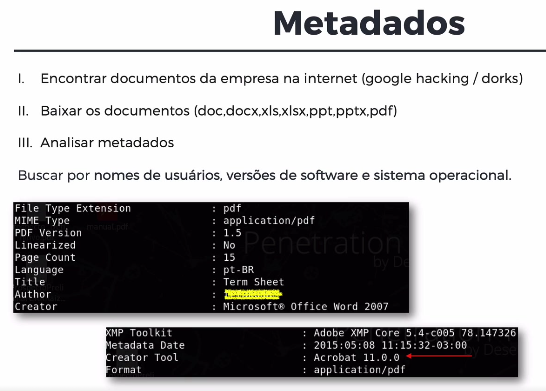 Metadados
I. Encontrar documentos da empresa na internet (google hacking / dorks)
II. Baixar os documentos (doc,docx,xls,xlsx,ppt,pptx,pdf)
III. Analisar metadados
Buscar por nomes de usuários, versões de software e sistema operacional.
File Type Extension : pdf
MIME Type : application/pdf
PDF Version : 1.5
Linearized : No
Page Count : 15
Language : pt-BR
Title : Term Sheet
Author :
Creator : Microsoft® Office Word 2007
Penetration
XMP Toolkit : Adobe XMP Core 5.4-c005 78.147326
Metadata Date : 2015:05:08 11:15:32-03:00
Creator Tool : Acrobat 11.0.0
Format : application/pdf